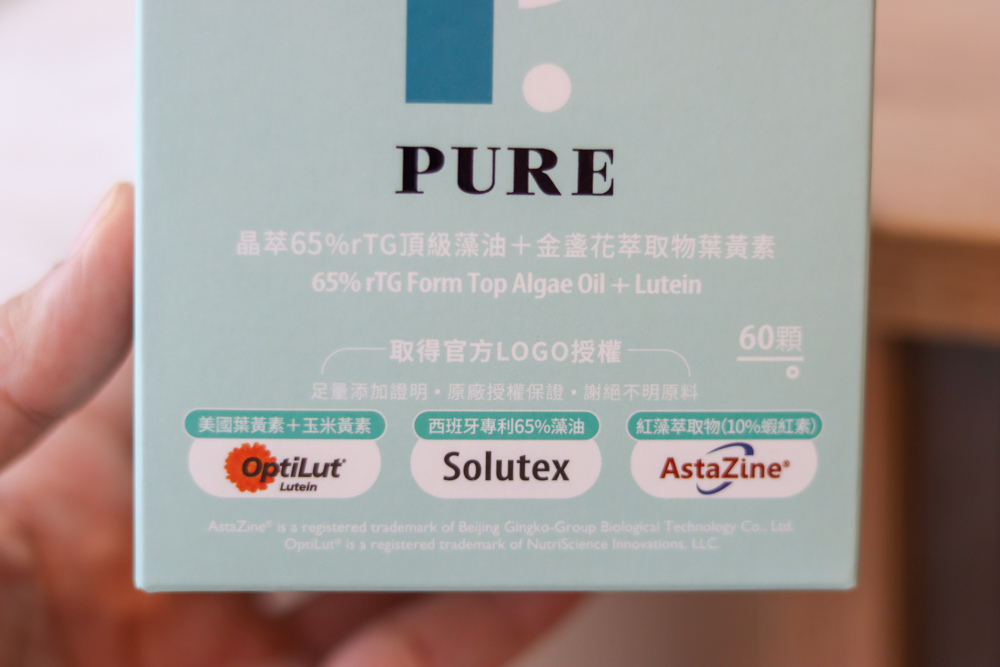 PURE
晶萃65%rTG頂級藻油＋金盞花萃取物葉黃素
65% rTG Form Top Algae Oil + Lutein
60顆
取得官方LOGO授權
足量添加證明・原廠授權保證・謝絕不明原料
美國葉黃素＋玉米黃素
OptiLut®
Lutein
西班牙專利65%藻油
Solutex
紅藻萃取物(10%蝦紅素)
AstaZine®
AstaZine® is a registered trademark of Beijing Gingko-Group Biological Technology Co., Ltd.
OptiLut® is a registered trademark of NutriScience Innovations, LLC.